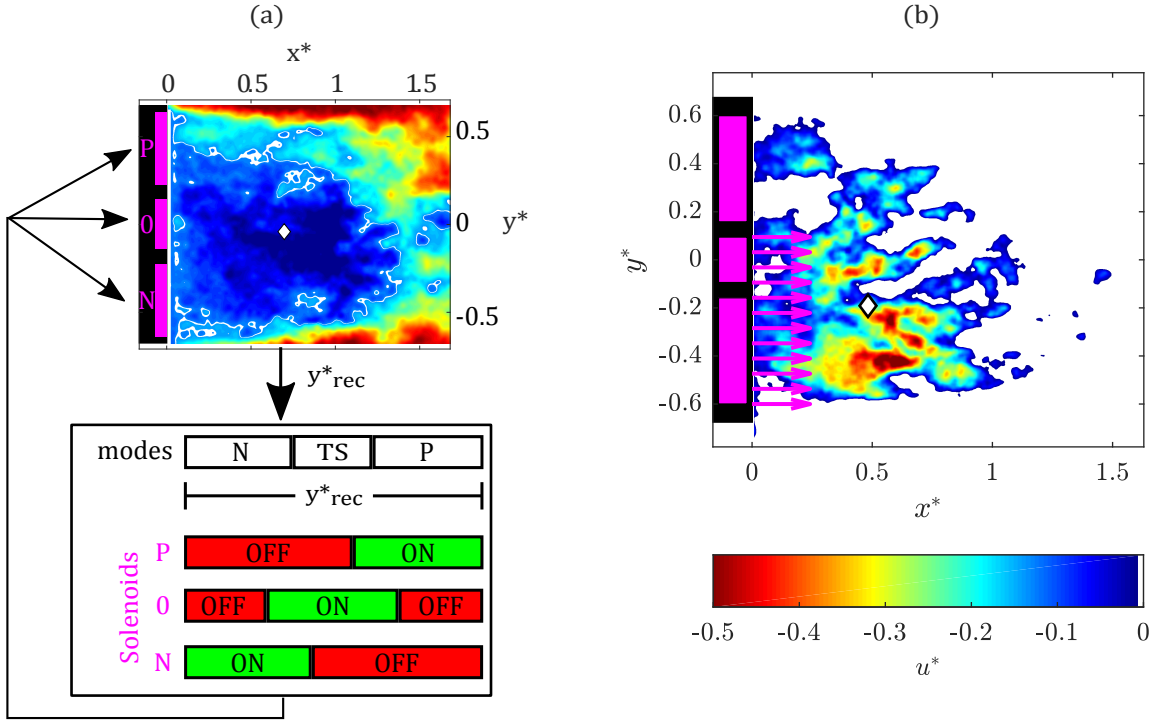 (a)
x*
0 0.5 1 1.5
P
0
N
0.5
0
y*
-0.5
y*rec
modes N TS P
y*rec
Solenoids
P OFF ON
0 OFF ON OFF
N ON OFF
(b)
y*
0.6
0.4
0.2
0
-0.2
-0.4
-0.6
0 0.5 1 1.5
x*
-0.5 -0.4 -0.3 -0.2 -0.1 0
u*